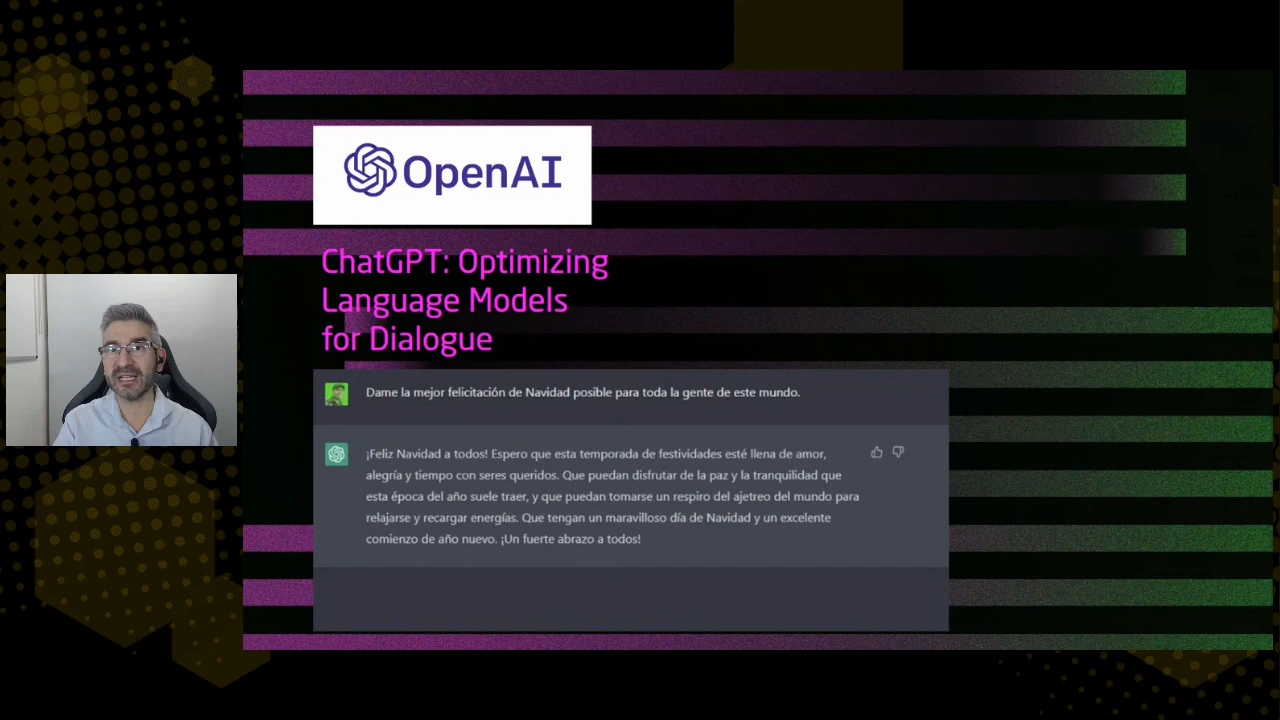 OpenAI
ChatGPT: Optimizing
Language Models
for Dialogue
Dame la mejor felicitación de Navidad posible para toda la gente de este mundo.
¡Feliz Navidad a todos! Espero que esta temporada de festividades esté llena de amor,
alegría y tiempo con seres queridos. Que puedan disfrutar de la paz y la tranquilidad que
esta época del año suele traer, y que puedan tomarse un respiro del ajetreo del mundo para
relajarse y recargar energías. Que tengan un maravilloso día de Navidad y un excelente
comienzo de año nuevo. ¡Un fuerte abrazo a todos!